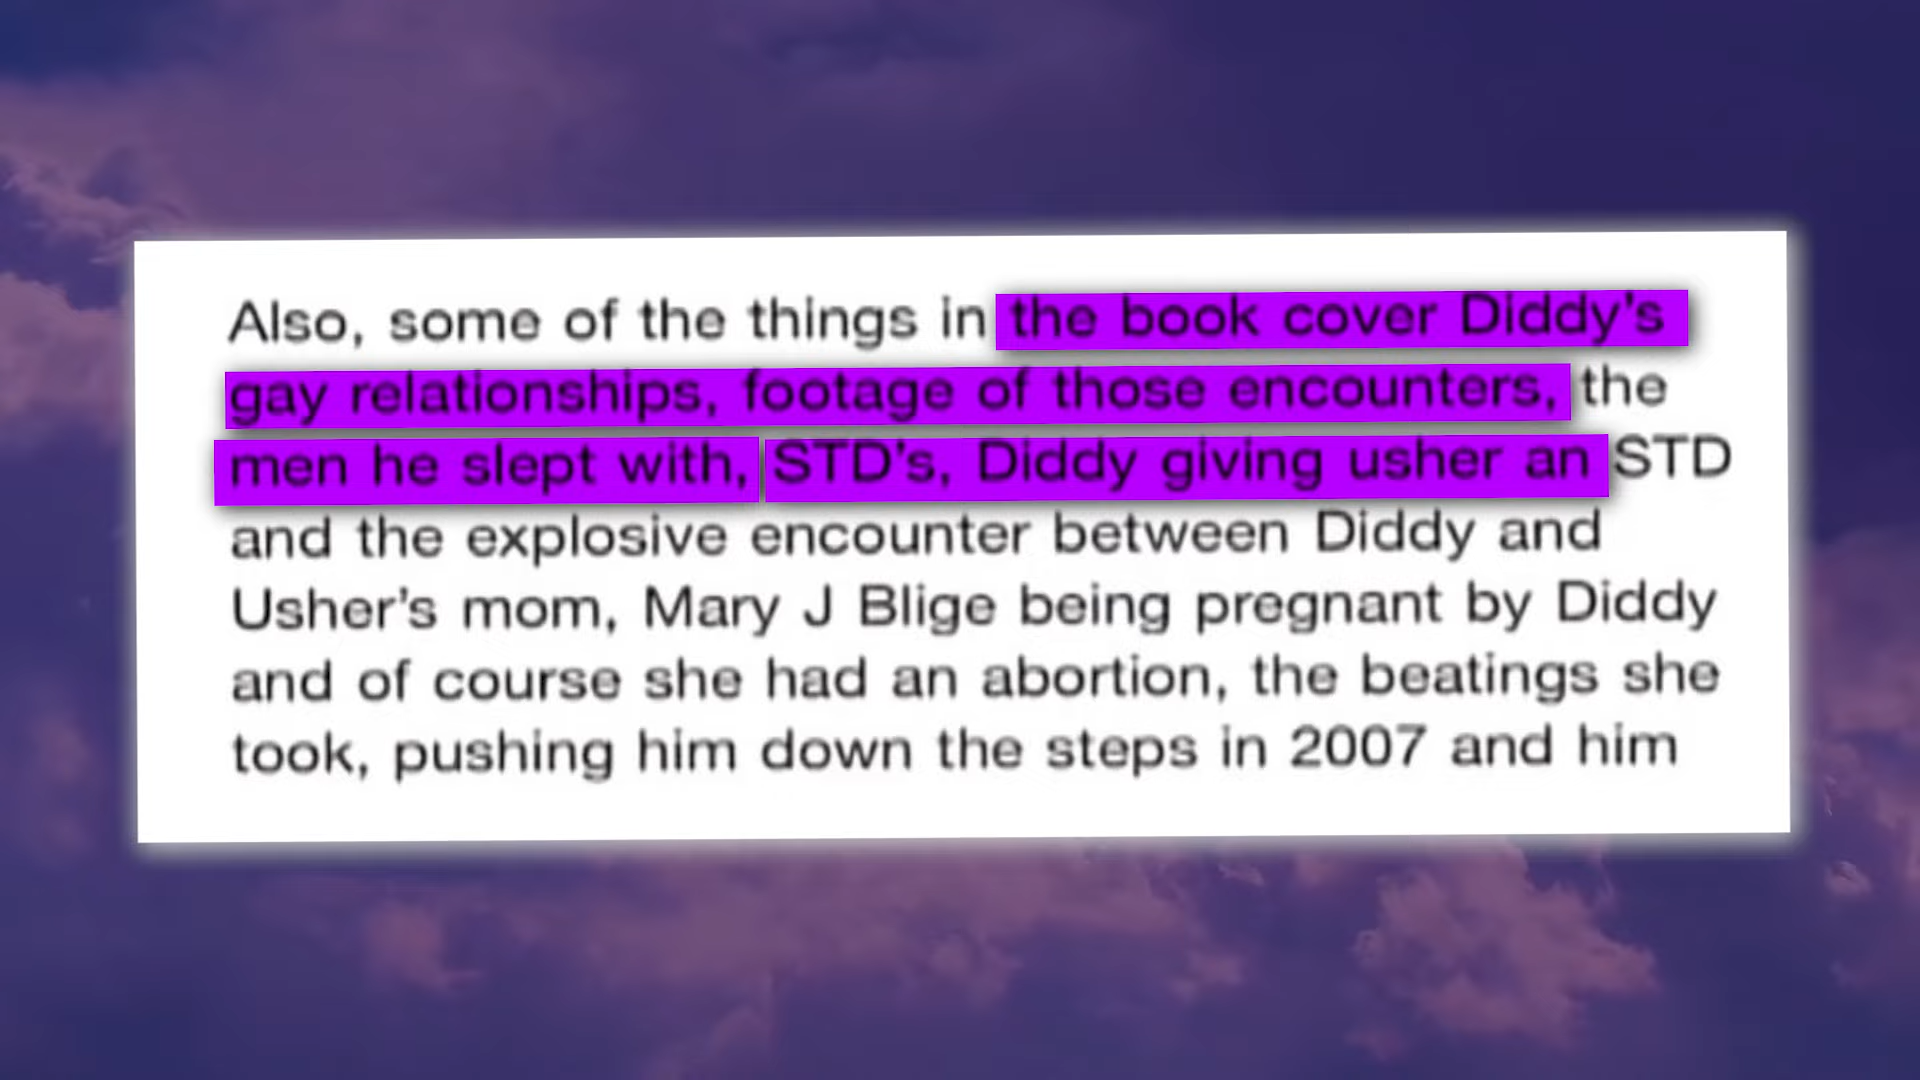 Also, some of the things in the book cover Diddy's
gay relationships, footage of those encounters, the
men he slept with, STD's, Diddy giving usher an STD
and the explosive encounter between Diddy and
Usher's mom, Mary J Blige being pregnant by Diddy
and of course she had an abortion, the beatings she
took, pushing him down the steps in 2007 and him